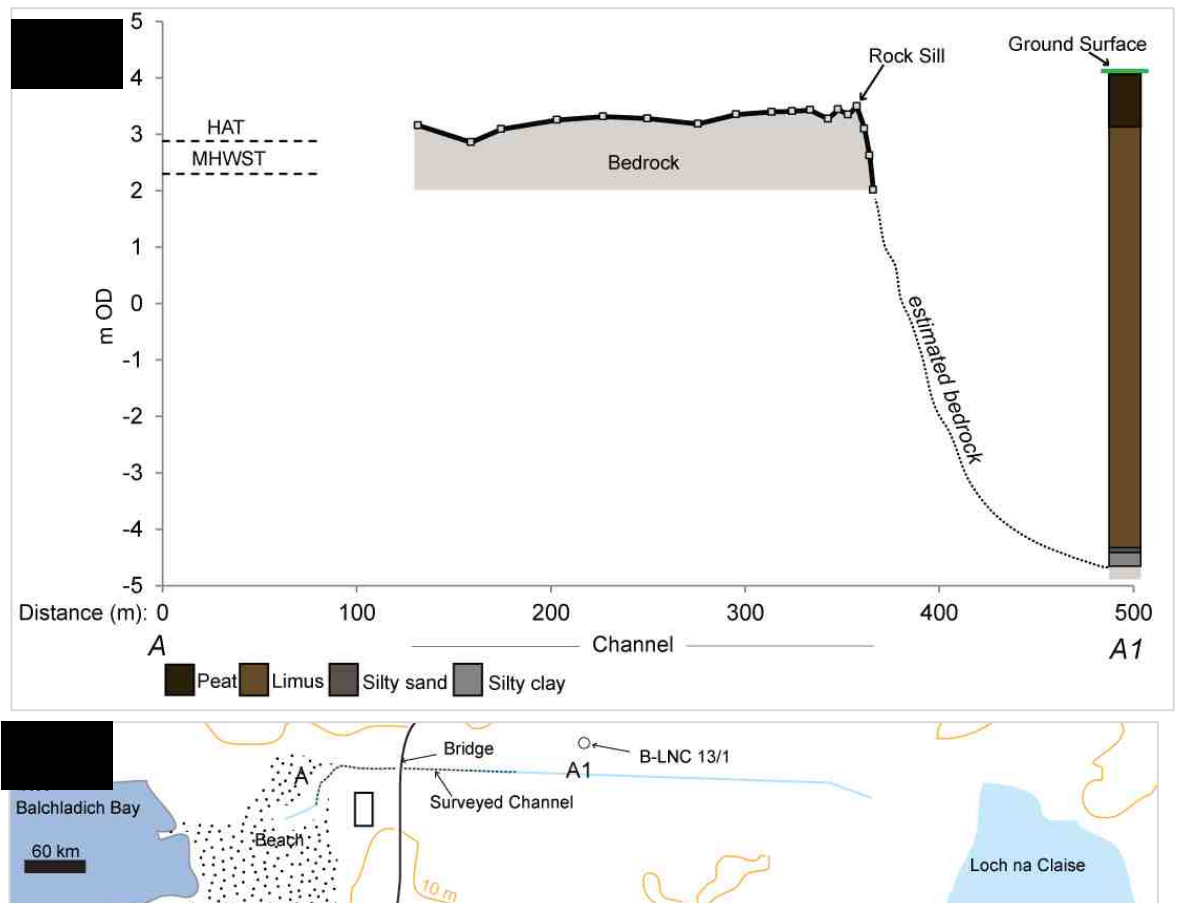 5
Ground Surface
Rock Sill
4
HAT
3
MHWST
Bedrock
2
1
m OD
0
estimated bedrock
-1
-2
-3
-4
-5
Distance (m): 0 100 200 300 400 500
A Channel A1
Peat Limus Silty sand Silty clay
Bridge
B-LNC 13/1
A A1
Surveyed Channel
Balchladich Bay
Beach
60 km
Loch na Claise
10 m